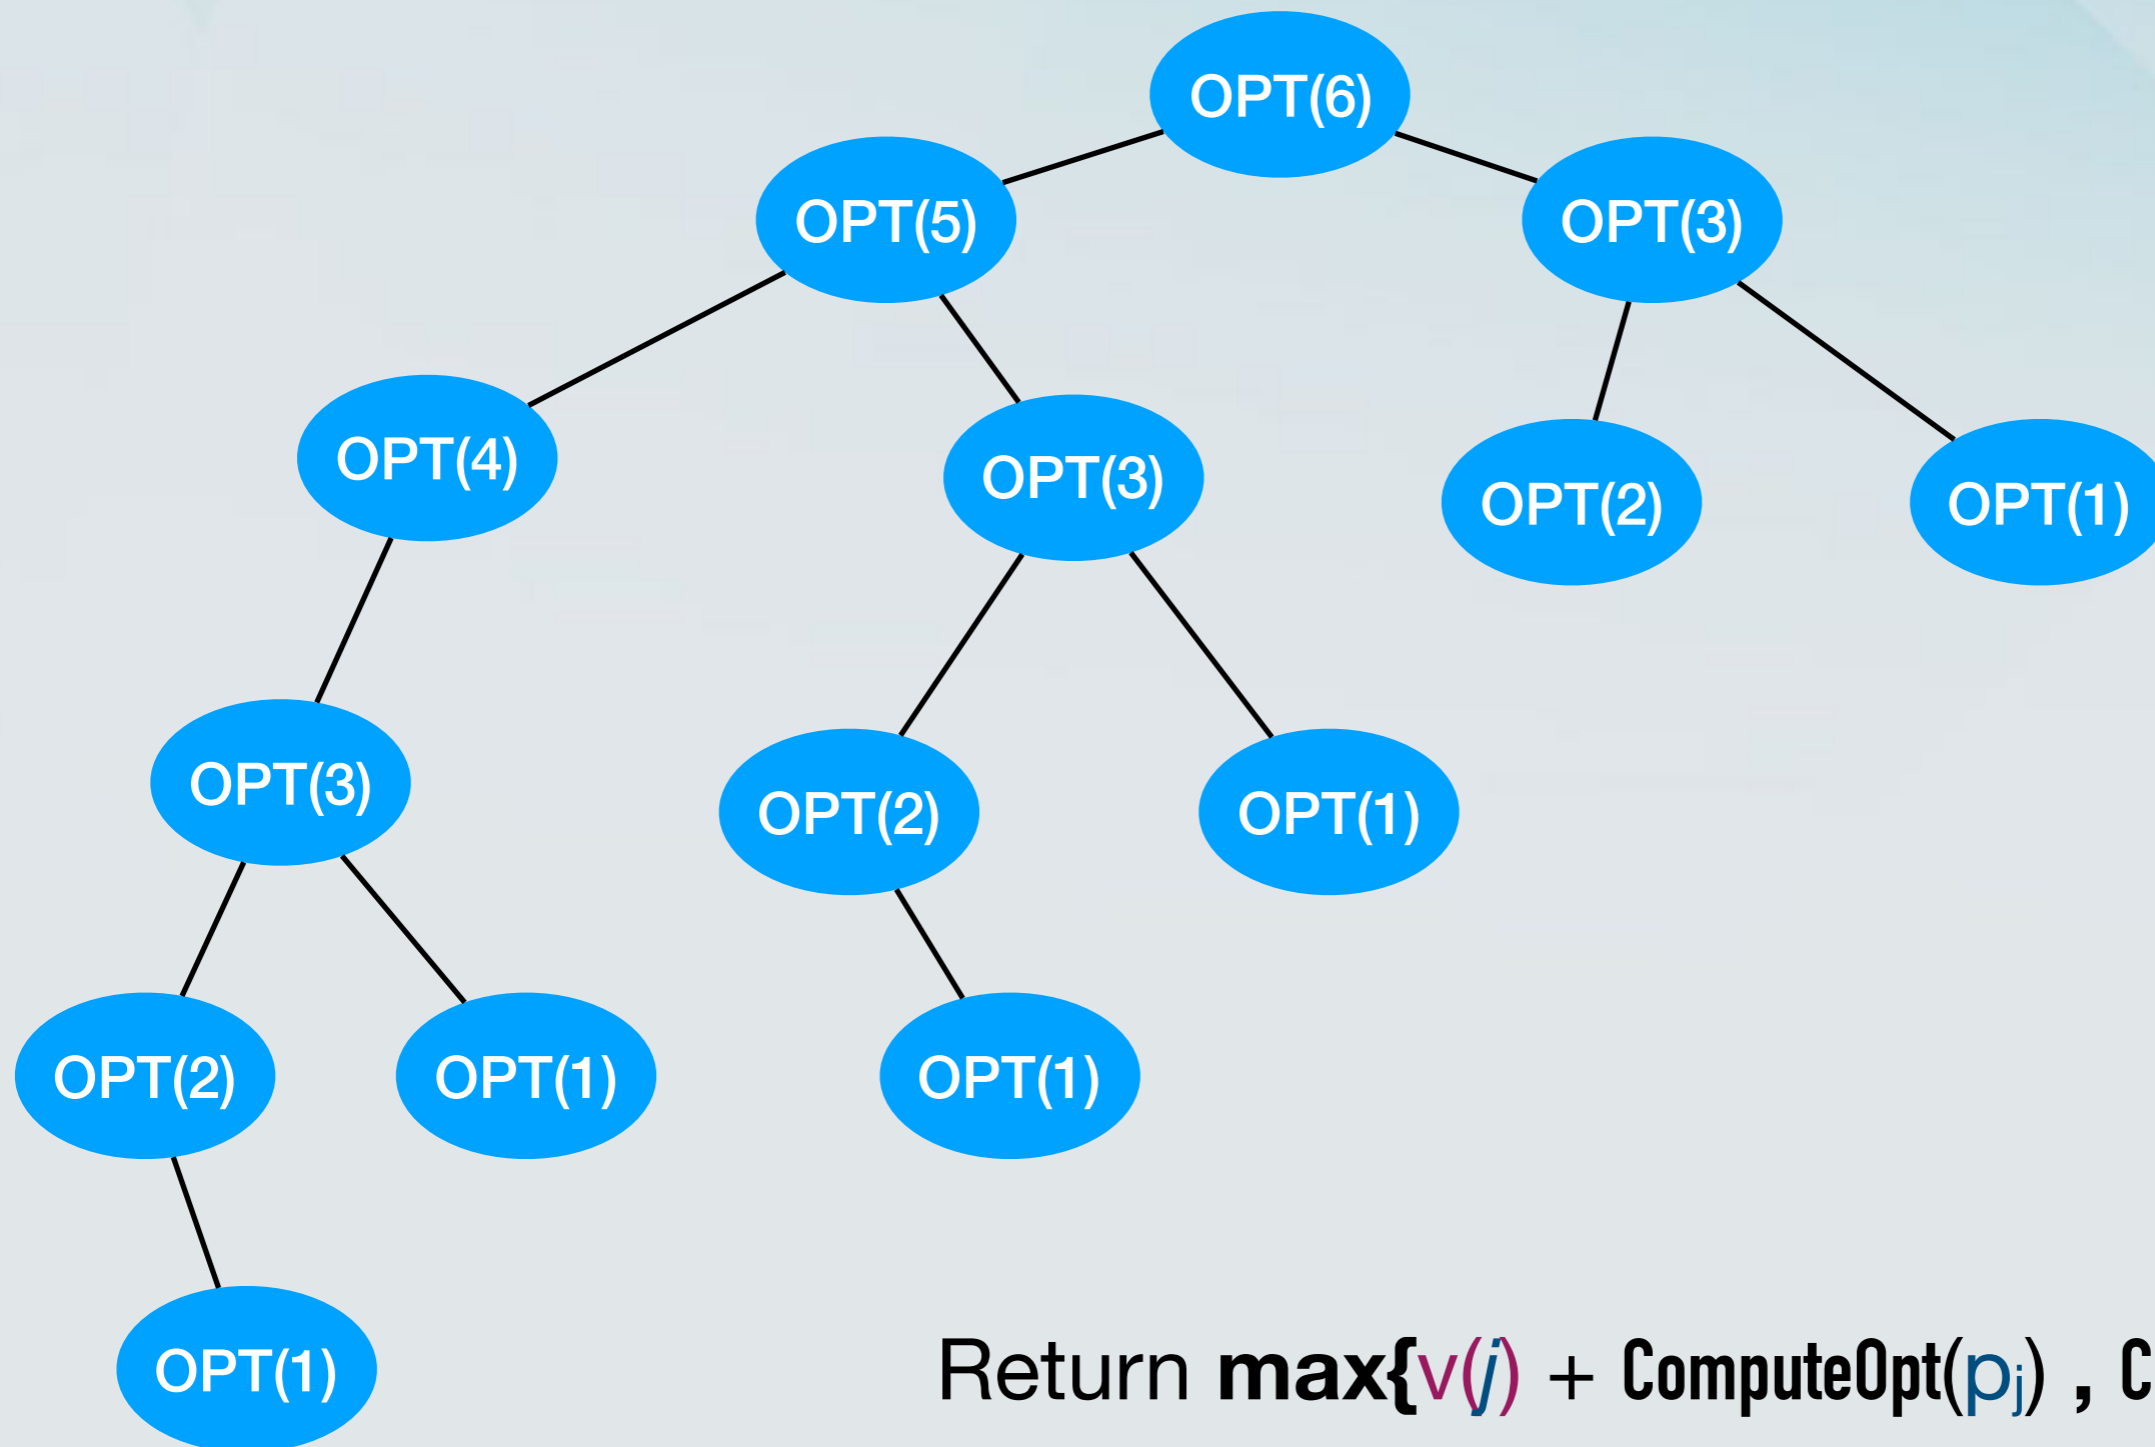 OPT(6)
OPT(5)
OPT(3)
OPT(4)
OPT(3)
OPT(2)
OPT(1)
OPT(3)
OPT(2)
OPT(1)
OPT(2)
OPT(1)
OPT(1)
OPT(1)
Return max{v(j) + ComputeOpt(pj) , C